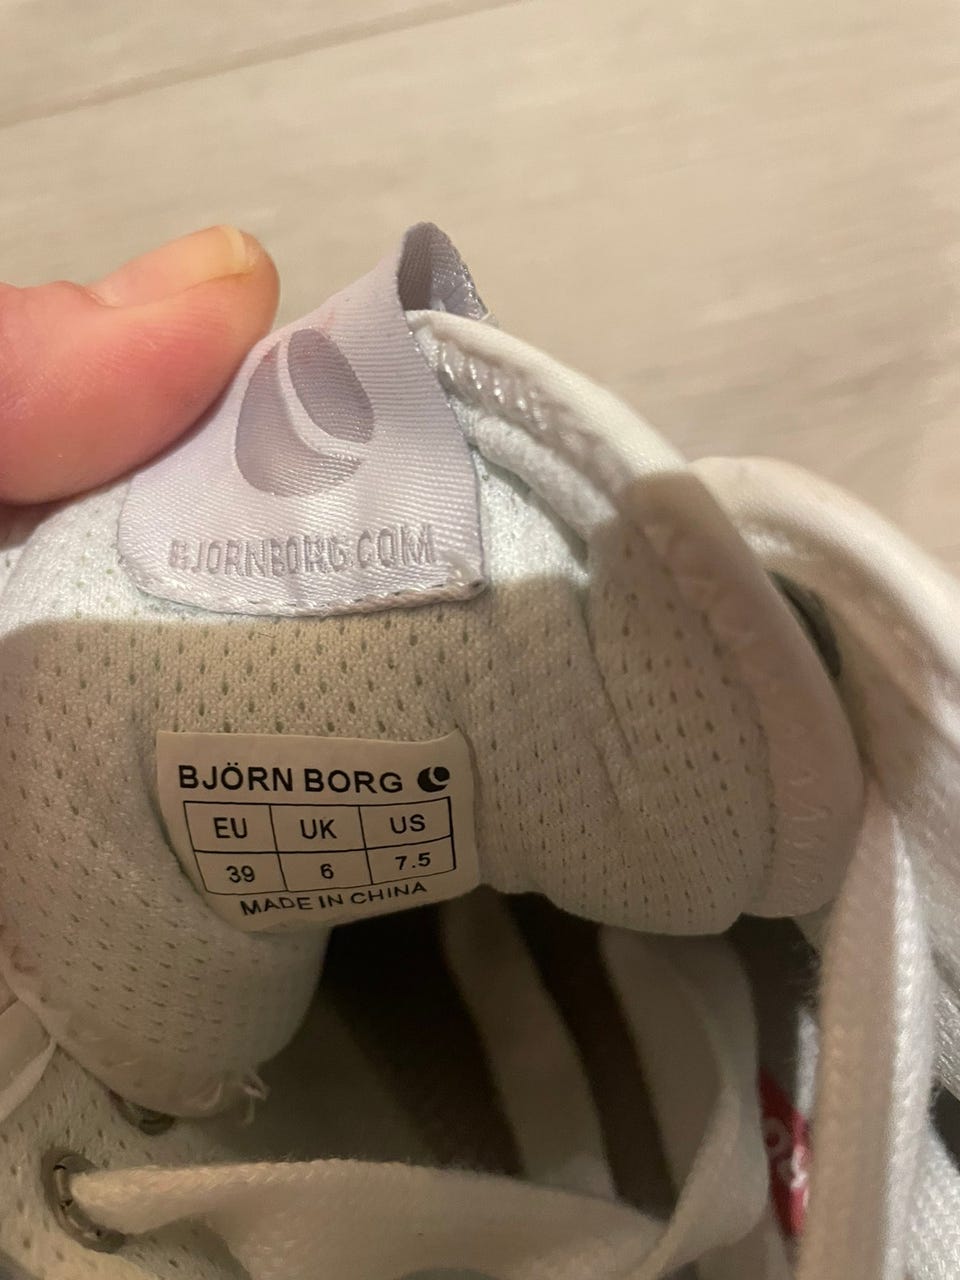 BJORNBORG.COM
BJÖRN BORG
EU UK US
39 6 7.5
MADE IN CHINA